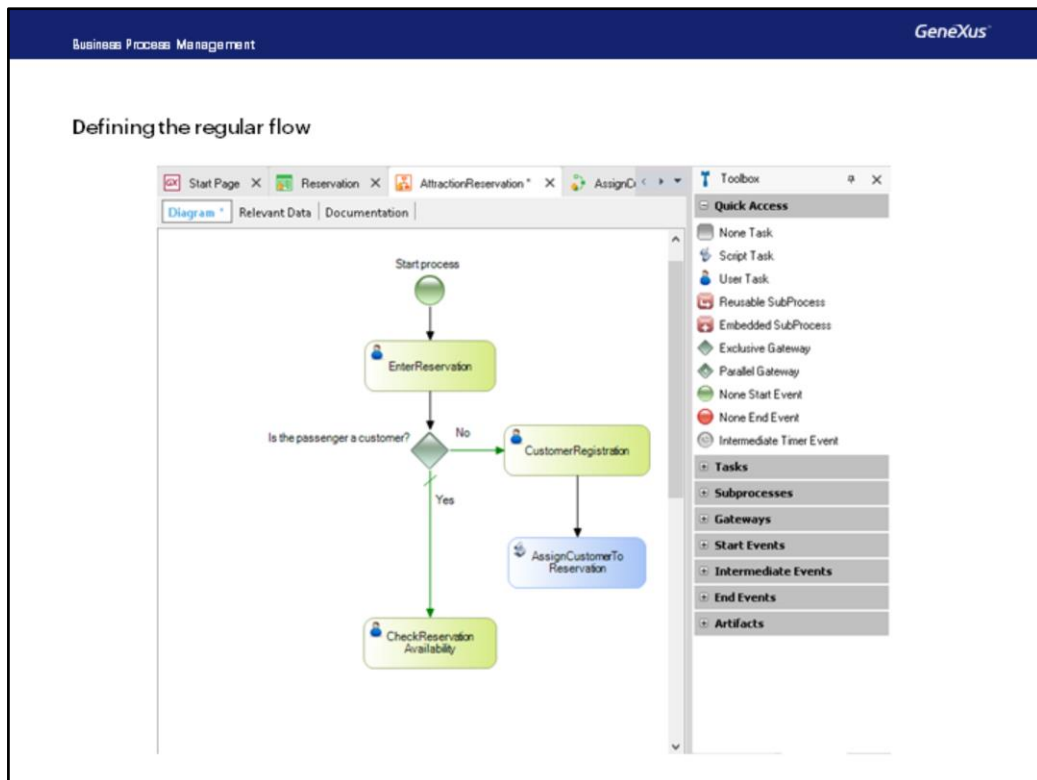 Business Process Management
GeneXus
Defining the regular flow
Start Page
Reservation
AttractionReservation *
AssignC
Diagram *
Relevant Data
Documentation
Start process
EnterReservation
Is the passenger a customer?
No
CustomerRegistration
Yes
AssignCustomerTo
Reservation
CheckReservation
Availability
Toolbox
Quick Access
None Task
Script Task
User Task
Reusable SubProcess
Embedded SubProcess
Exclusive Gateway
Parallel Gateway
None Start Event
None End Event
Intermediate Timer Event
Tasks
Subprocesses
Gateways
Start Events
Intermediate Events
End Events
Artifacts